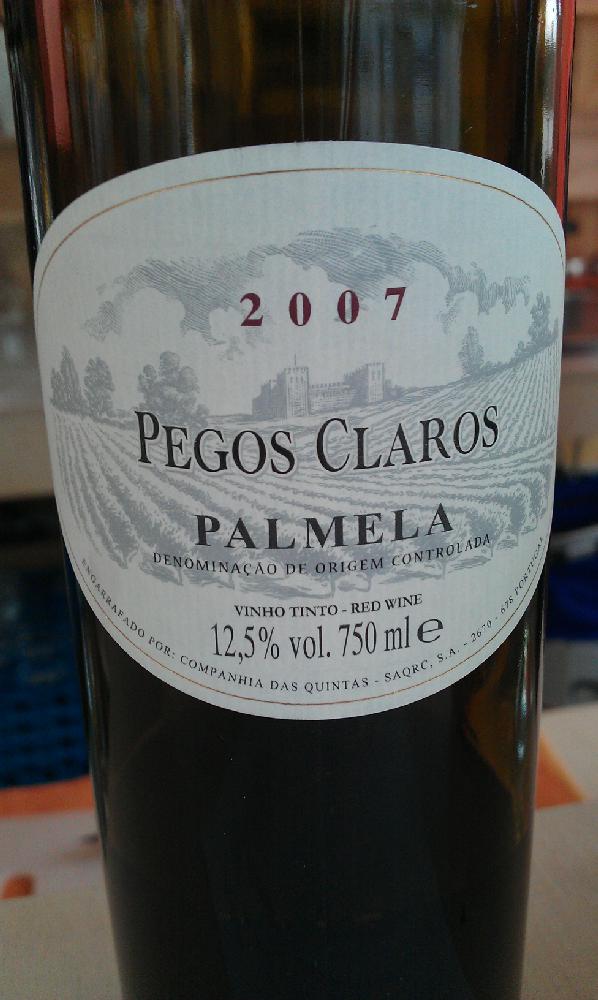 2007
PEGOS CLAROS
PALMELA
DENOMINAÇÃO DE ORIGEM CONTROLADA
VINHO TINTO - RED WINE
12,5% vol. 750 ml e
ENGARRAFADO POR: COMPANHIA DAS QUINTAS - SAQRC, S.A. - 2670 - 678 PORTUGAL